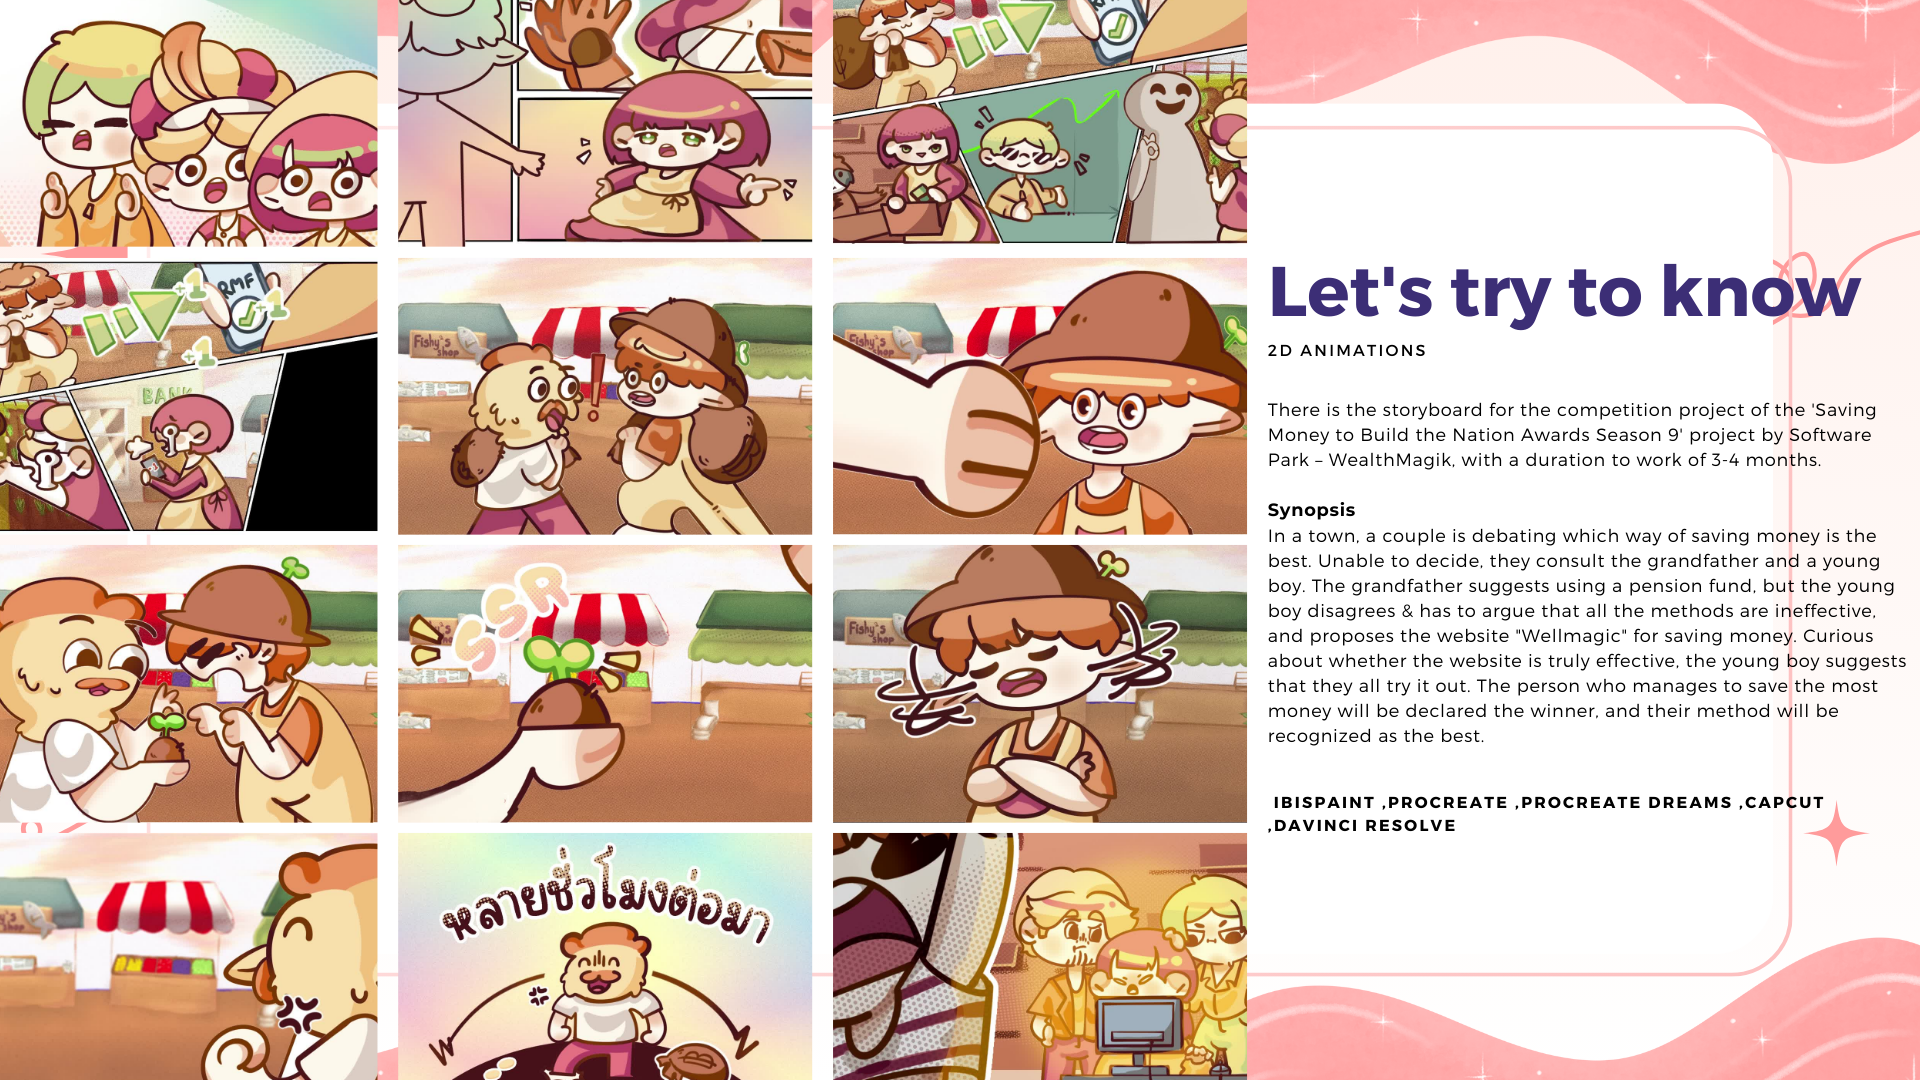 RMF
+1
+1
+1
BANK
Fishy's
shop
Fishy's
shop
SSR
Fishy's
shop
shop
หลายชั่วโมงต่อมา
W
N
Let's try to know
2D ANIMATIONS
There is the storyboard for the competition project of the 'Saving
Money to Build the Nation Awards Season 9' project by Software
Park – WealthMagik, with a duration to work of 3-4 months.
Synopsis
In a town, a couple is debating which way of saving money is the
best. Unable to decide, they consult the grandfather and a young
boy. The grandfather suggests using a pension fund, but the young
boy disagrees & has to argue that all the methods are ineffective,
and proposes the website "Wellmagic" for saving money. Curious
about whether the website is truly effective, the young boy suggests
that they all try it out. The person who manages to save the most
money will be declared the winner, and their method will be
recognized as the best.
IBISPAINT ,PROCREATE ,PROCREATE DREAMS ,CAPCUT
,DAVINCI RESOLVE